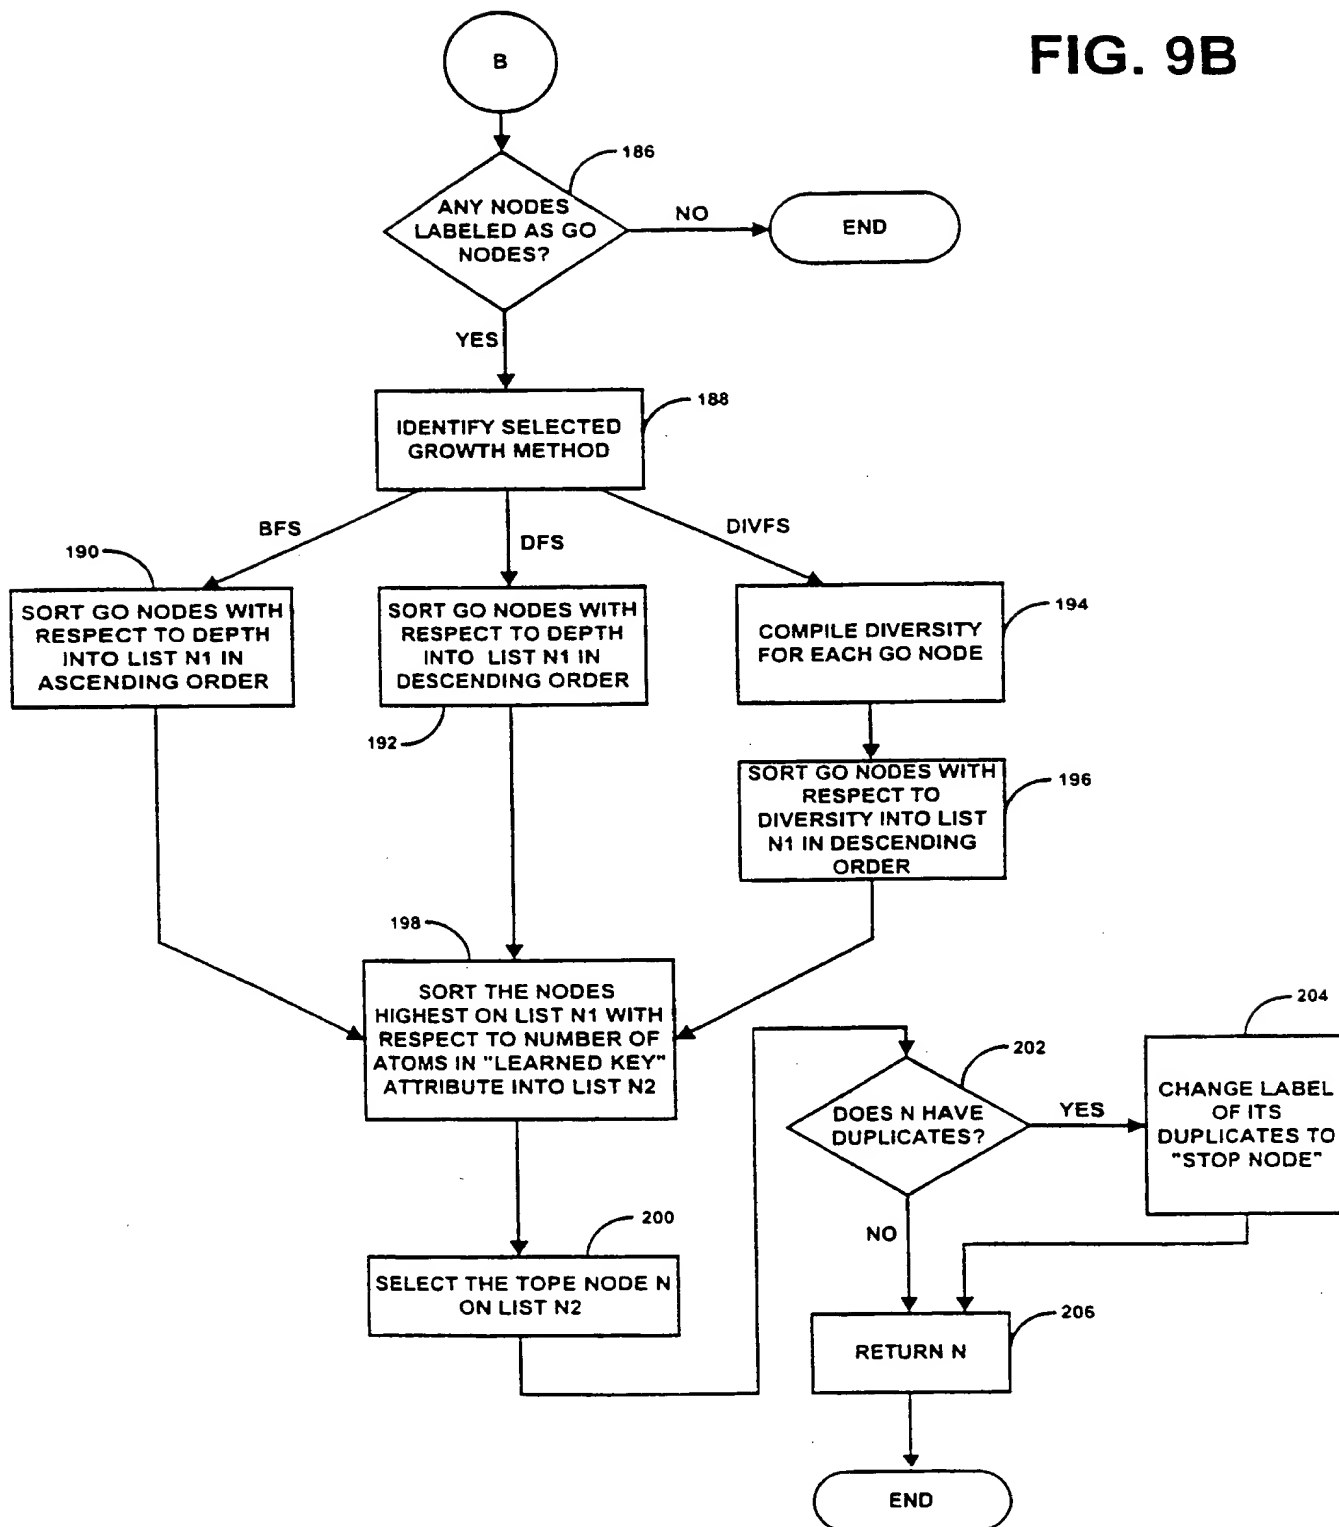 FIG. 9B
B
186
ANY NODES
LABELED AS GO
NODES?
NO
END
YES
188
IDENTIFY SELECTED
GROWTH METHOD
BFS
DFS
DIVFS
190
SORT GO NODES WITH
RESPECT TO DEPTH
INTO LIST N1 IN
ASCENDING ORDER
SORT GO NODES WITH
RESPECT TO DEPTH
INTO LIST N1 IN
DESCENDING ORDER
192
194
COMPILE DIVERSITY
FOR EACH GO NODE
196
SORT GO NODES WITH
RESPECT TO
DIVERSITY INTO LIST
N1 IN DESCENDING
ORDER
198
SORT THE NODES
HIGHEST ON LIST N1 WITH
RESPECT TO NUMBER OF
ATOMS IN "LEARNED KEY"
ATTRIBUTE INTO LIST N2
200
SELECT THE TOPE NODE N
ON LIST N2
202
DOES N HAVE
DUPLICATES?
YES
204
CHANGE LABEL
OF ITS
DUPLICATES TO
"STOP NODE"
NO
206
RETURN N
END